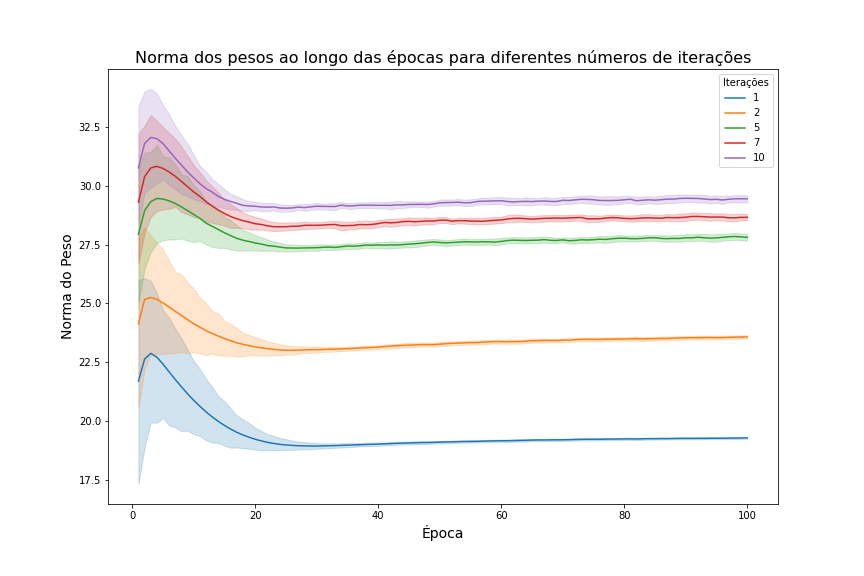 Norma dos pesos ao longo das épocas para diferentes números de iterações
Iterações
1
2
5
7
10
Norma do Peso
32.5
30.0
27.5
25.0
22.5
20.0
17.5
0 20 40 60 80 100
Época